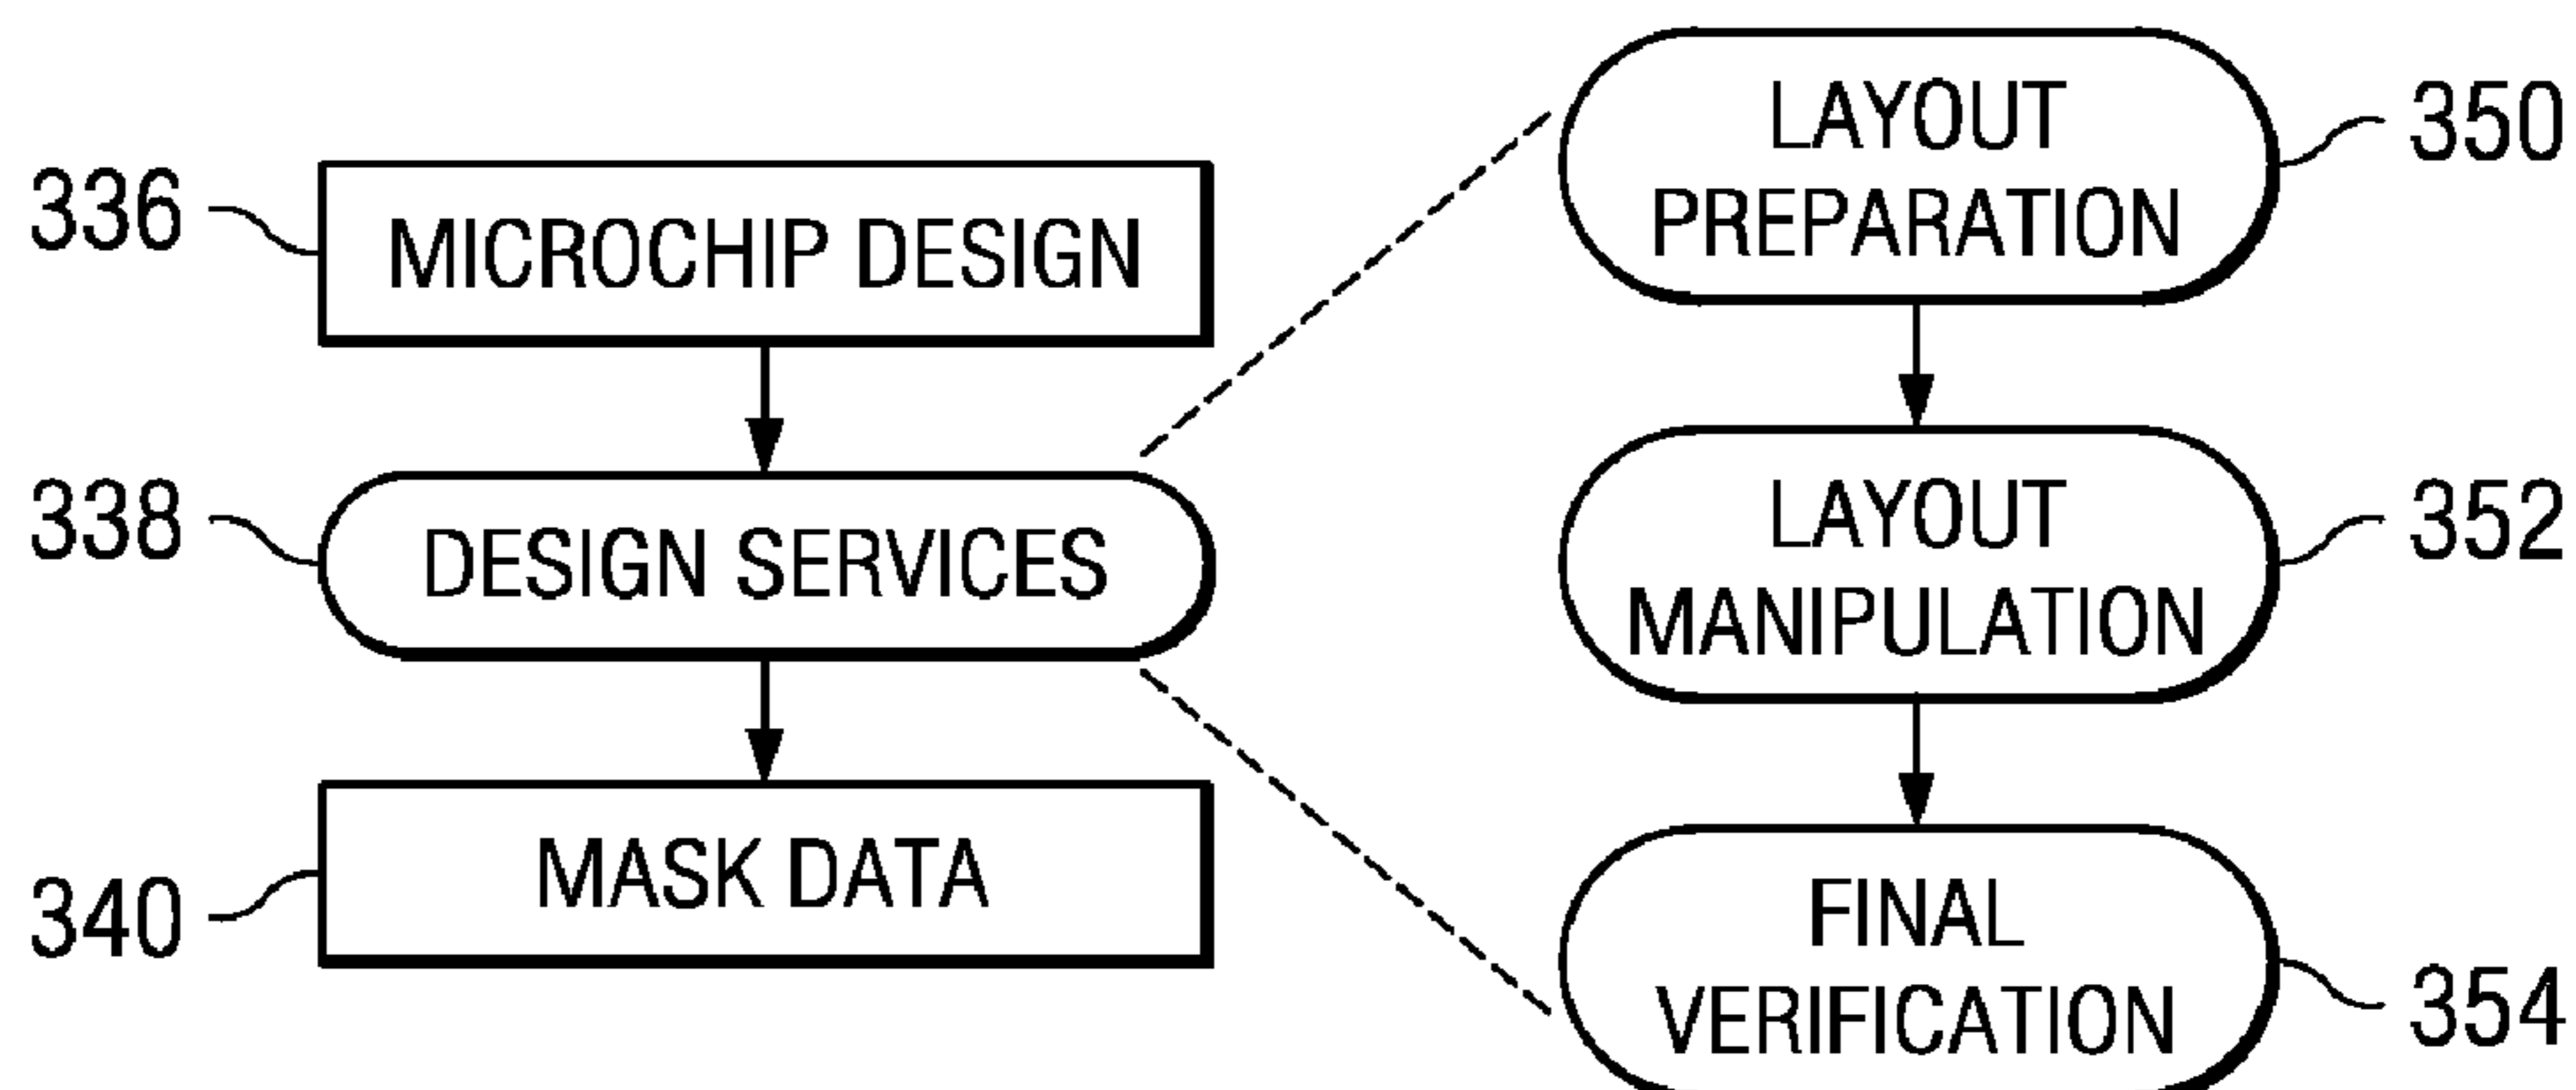 336
MICROCHIP DESIGN
338
DESIGN SERVICES
340
MASK DATA
LAYOUT
PREPARATION
350
LAYOUT
MANIPULATION
352
FINAL
VERIFICATION
354